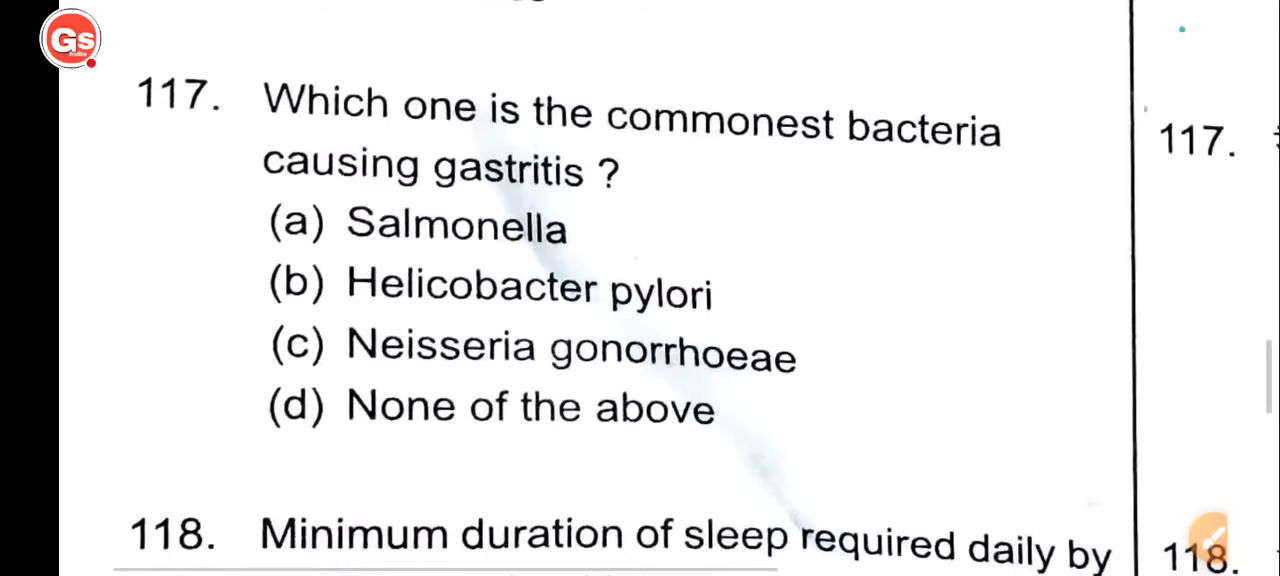 Gs
India
117. Which one is the commonest bacteria
causing gastritis ?
(a) Salmonella
(b) Helicobacter pylori
(c) Neisseria gonorrhoeae
(d) None of the above
118. Minimum duration of sleep required daily by
117.
118.